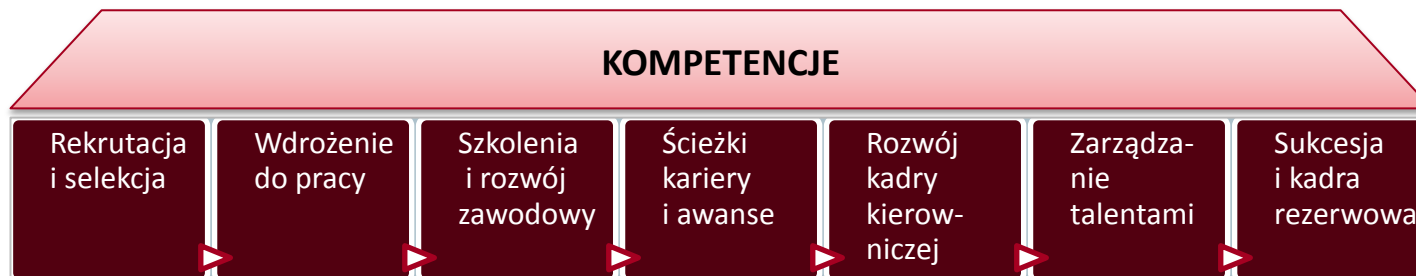 KOMPETENCJE
Rekrutacja
i selekcja
Wdrożenie
do pracy
Szkolenia
i rozwój
zawodowy
Ścieżki
kariery
i awanse
Rozwój
kadry
kierow-
niczej
Zarządza-
nie
talentami
Sukcesja
i kadra
rezerwowa